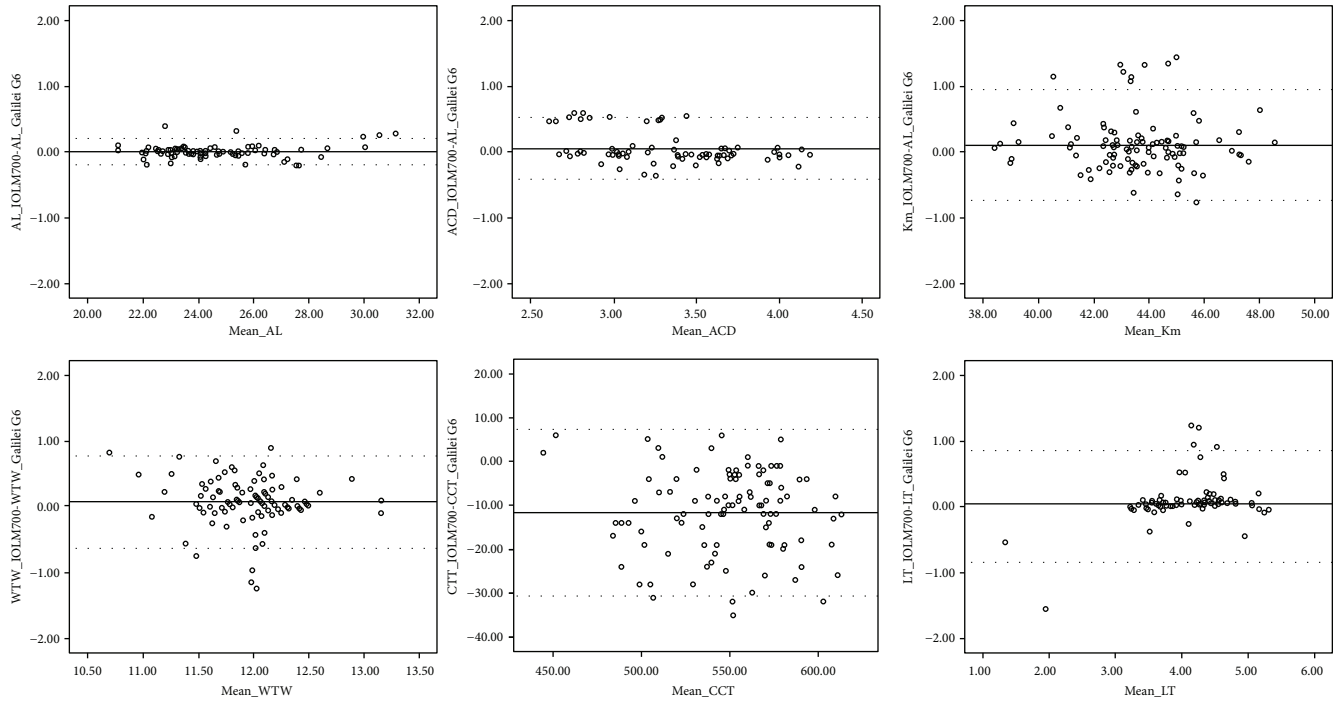 AL_IOLM700-AL_Galilei G6
2.00
1.00
0.00
−1.00
−2.00
20.00 22.00 24.00 26.00 28.00 30.00 32.00
Mean_AL
ACD_IOLM700-AL_Galilei G6
2.00
1.00
0.00
−1.00
−2.00
2.50 3.00 3.50 4.00 4.50
Mean_ACD
Km_IOLM700-AL_Galilei G6
2.00
1.00
0.00
−1.00
−2.00
38.00 40.00 42.00 44.00 46.00 48.00 50.00
Mean_Km
WTW_IOLM700-WTW_Galilei G6
2.00
1.00
0.00
−1.00
−2.00
10.50 11.00 11.50 12.00 12.50 13.00 13.50
Mean_WTW
CTT_IOLM700-CCT_Galilei G6
20.00
10.00
0.00
−10.00
−20.00
−30.00
−40.00
450.00 500.00 550.00 600.00
Mean_CCT
LT_IOLM700-LT_Galilei G6
2.00
1.00
0.00
−1.00
−2.00
1.00 2.00 3.00 4.00 5.00 6.00
Mean_LT